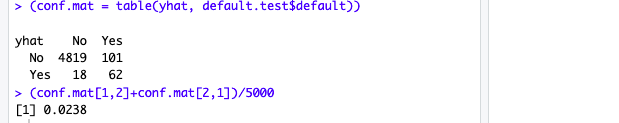 > (conf.mat = table(yhat, default.test$default))
yhat No Yes
No 4819 101
Yes 18 62
> (conf.mat[1,2]+conf.mat[2,1])/5000
[1] 0.0238